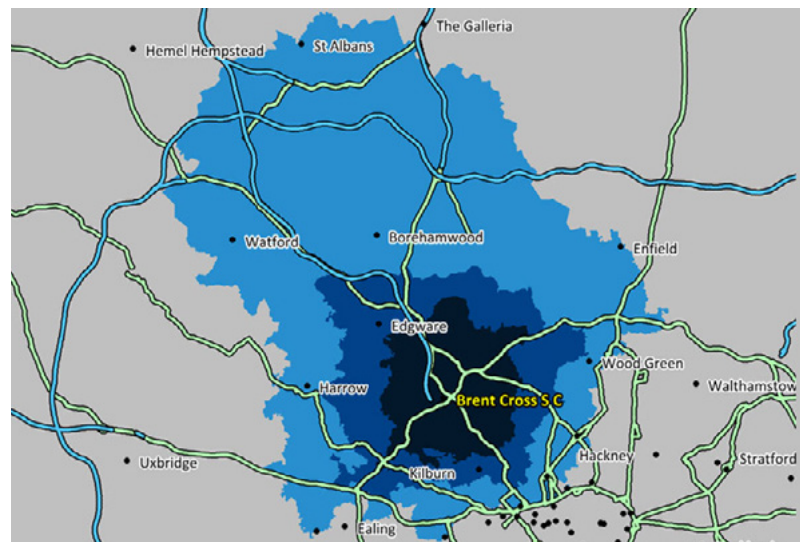 The Galleria
Hemel Hempstead
St Albans
Watford
Borehamwood
Enfield
Edgware
Wood Green
Harrow
Walthamstow
Brent Cross S C
Uxbridge
Kilburn
Hackney
Stratford
Ealing